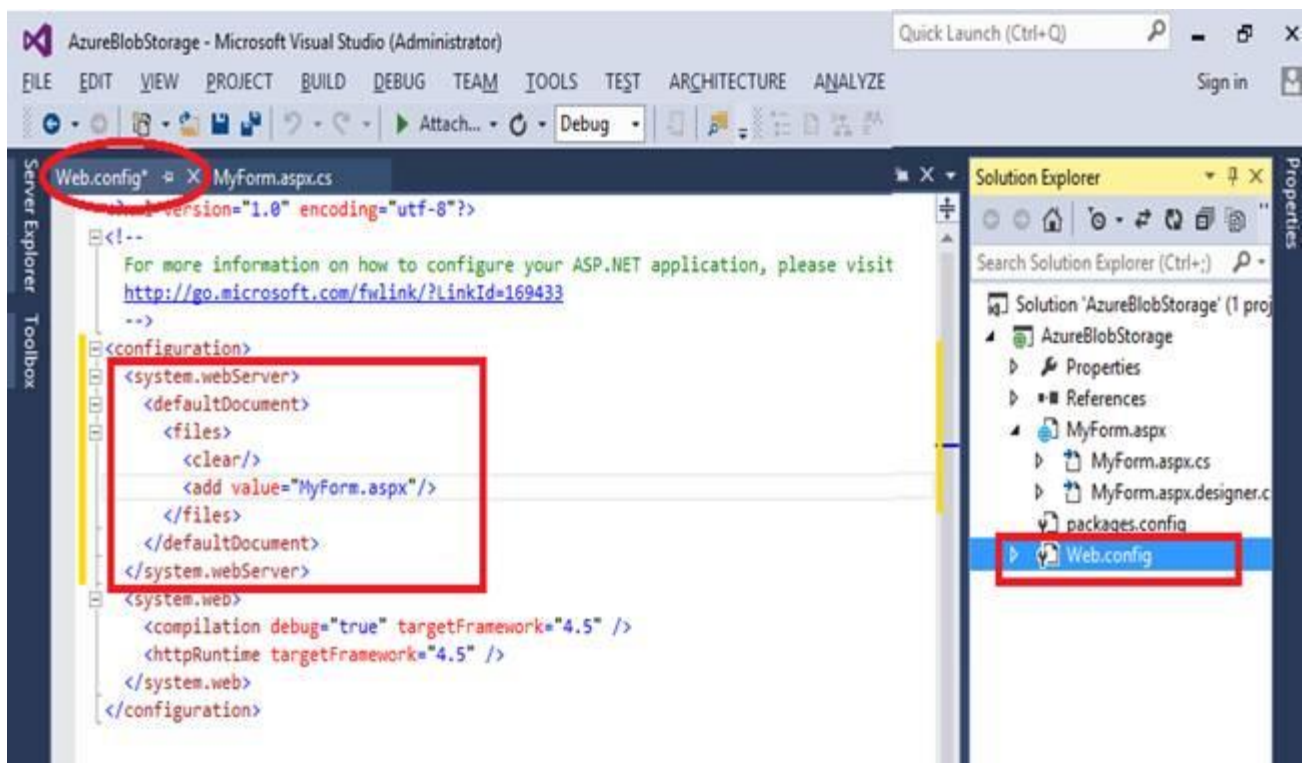 AzureBlobStorage - Microsoft Visual Studio (Administrator)
Quick Launch (Ctrl+Q)
FILE EDIT VIEW PROJECT BUILD DEBUG TEAM TOOLS TEST ARCHITECTURE ANALYZE
Sign in
Attach... Debug
Server Explorer
Toolbox
Web.config* MyForm.aspx.cs
<?xml version="1.0" encoding="utf-8"?>
<!--
For more information on how to configure your ASP.NET application, please visit
http://go.microsoft.com/fwlink/?LinkId=169433
-->
<configuration>
<system.webServer>
<defaultDocument>
<files>
<clear/>
<add value="MyForm.aspx"/>
</files>
</defaultDocument>
</system.webServer>
<system.web>
<compilation debug="true" targetFramework="4.5" />
<httpRuntime targetFramework="4.5" />
</system.web>
</configuration>
Solution Explorer
Search Solution Explorer (Ctrl+;)
Solution 'AzureBlobStorage' (1 proj
AzureBlobStorage
Properties
References
MyForm.aspx
MyForm.aspx.cs
MyForm.aspx.designer.c
packages.config
Web.config
Properties